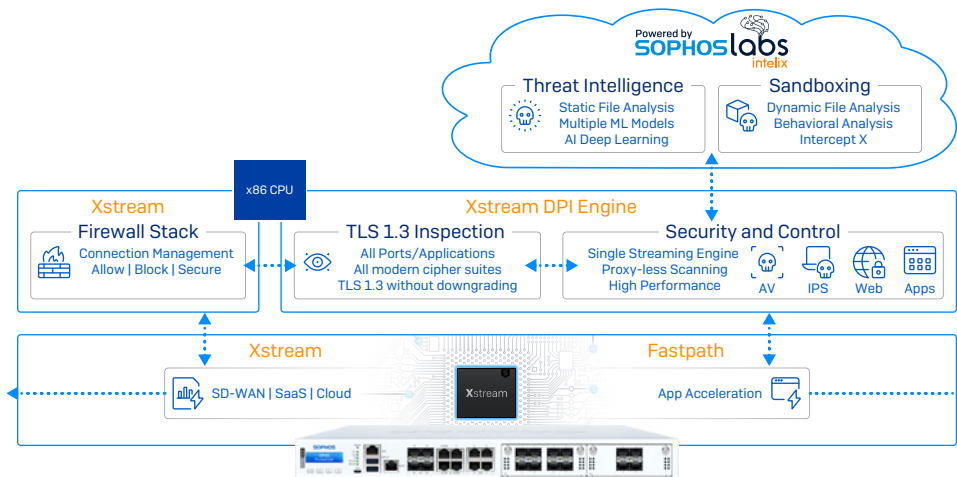 Powered by
SOPHOSlabs
intelix
Threat Intelligence
Static File Analysis
Multiple ML Models
AI Deep Learning
Sandboxing
Dynamic File Analysis
Behavioral Analysis
Intercept X
x86 CPU
Xstream
Firewall Stack
Connection Management
Allow | Block | Secure
Xstream DPI Engine
TLS 1.3 Inspection
All Ports/Applications
All modern cipher suites
TLS 1.3 without downgrading
Security and Control
Single Streaming Engine
Proxy-less Scanning
High Performance
AV
IPS
Web
Apps
Xstream
Fastpath
SD-WAN | SaaS | Cloud
Xstream
App Acceleration
SOPHOS